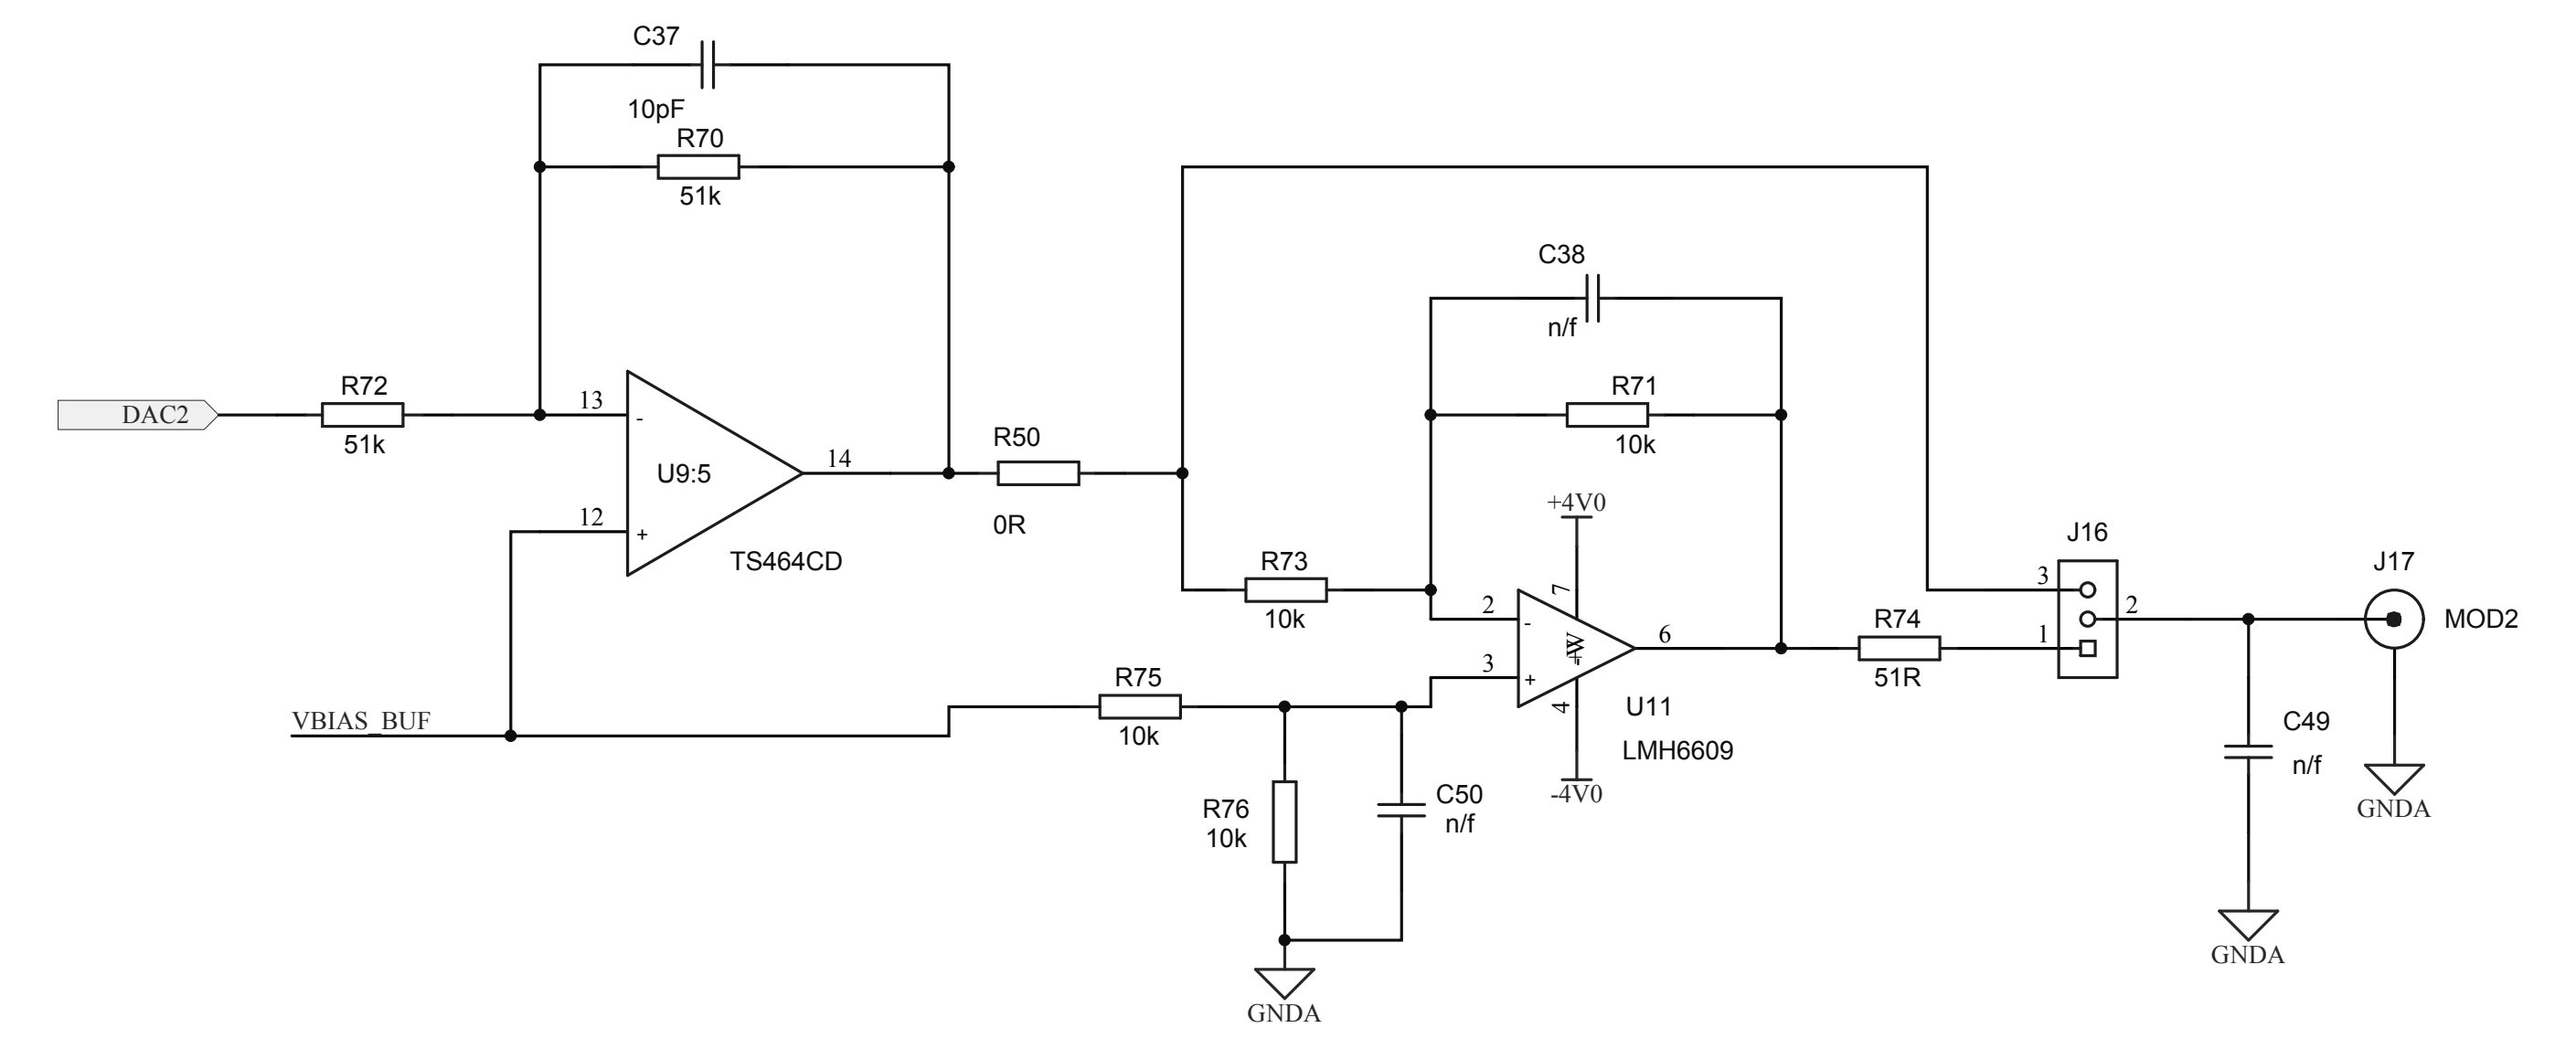 C37
10pF
R70
51k
C38
n/f
R72
51k
DAC2
13
-
U9:5
14
12
+
TS464CD
R50
0R
R71
10k
+4V0
R73
10k
7
2
-
3
+
6
4
U11
LMH6609
-4V0
R74
51R
J16
3
2
1
J17
MOD2
VBIAS_BUF
R75
10k
R76
10k
C50
n/f
C49
n/f
GNDA
GNDA
GNDA